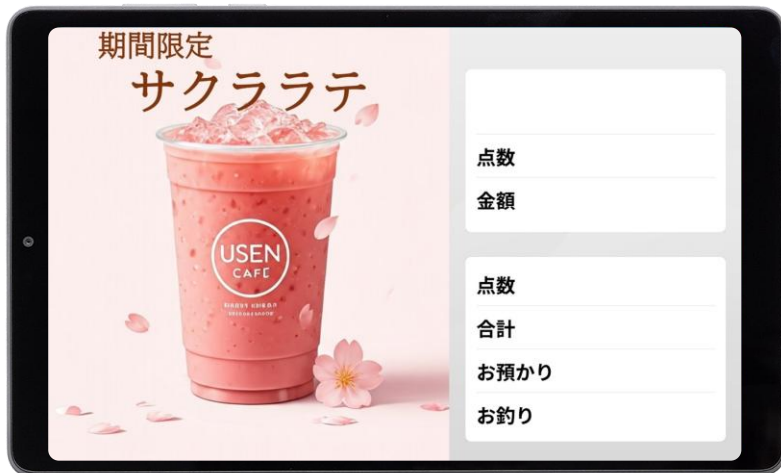 期間限定
サクララテ
USEN
CAFE
点数
金額
点数
合計
お預かり
お釣り